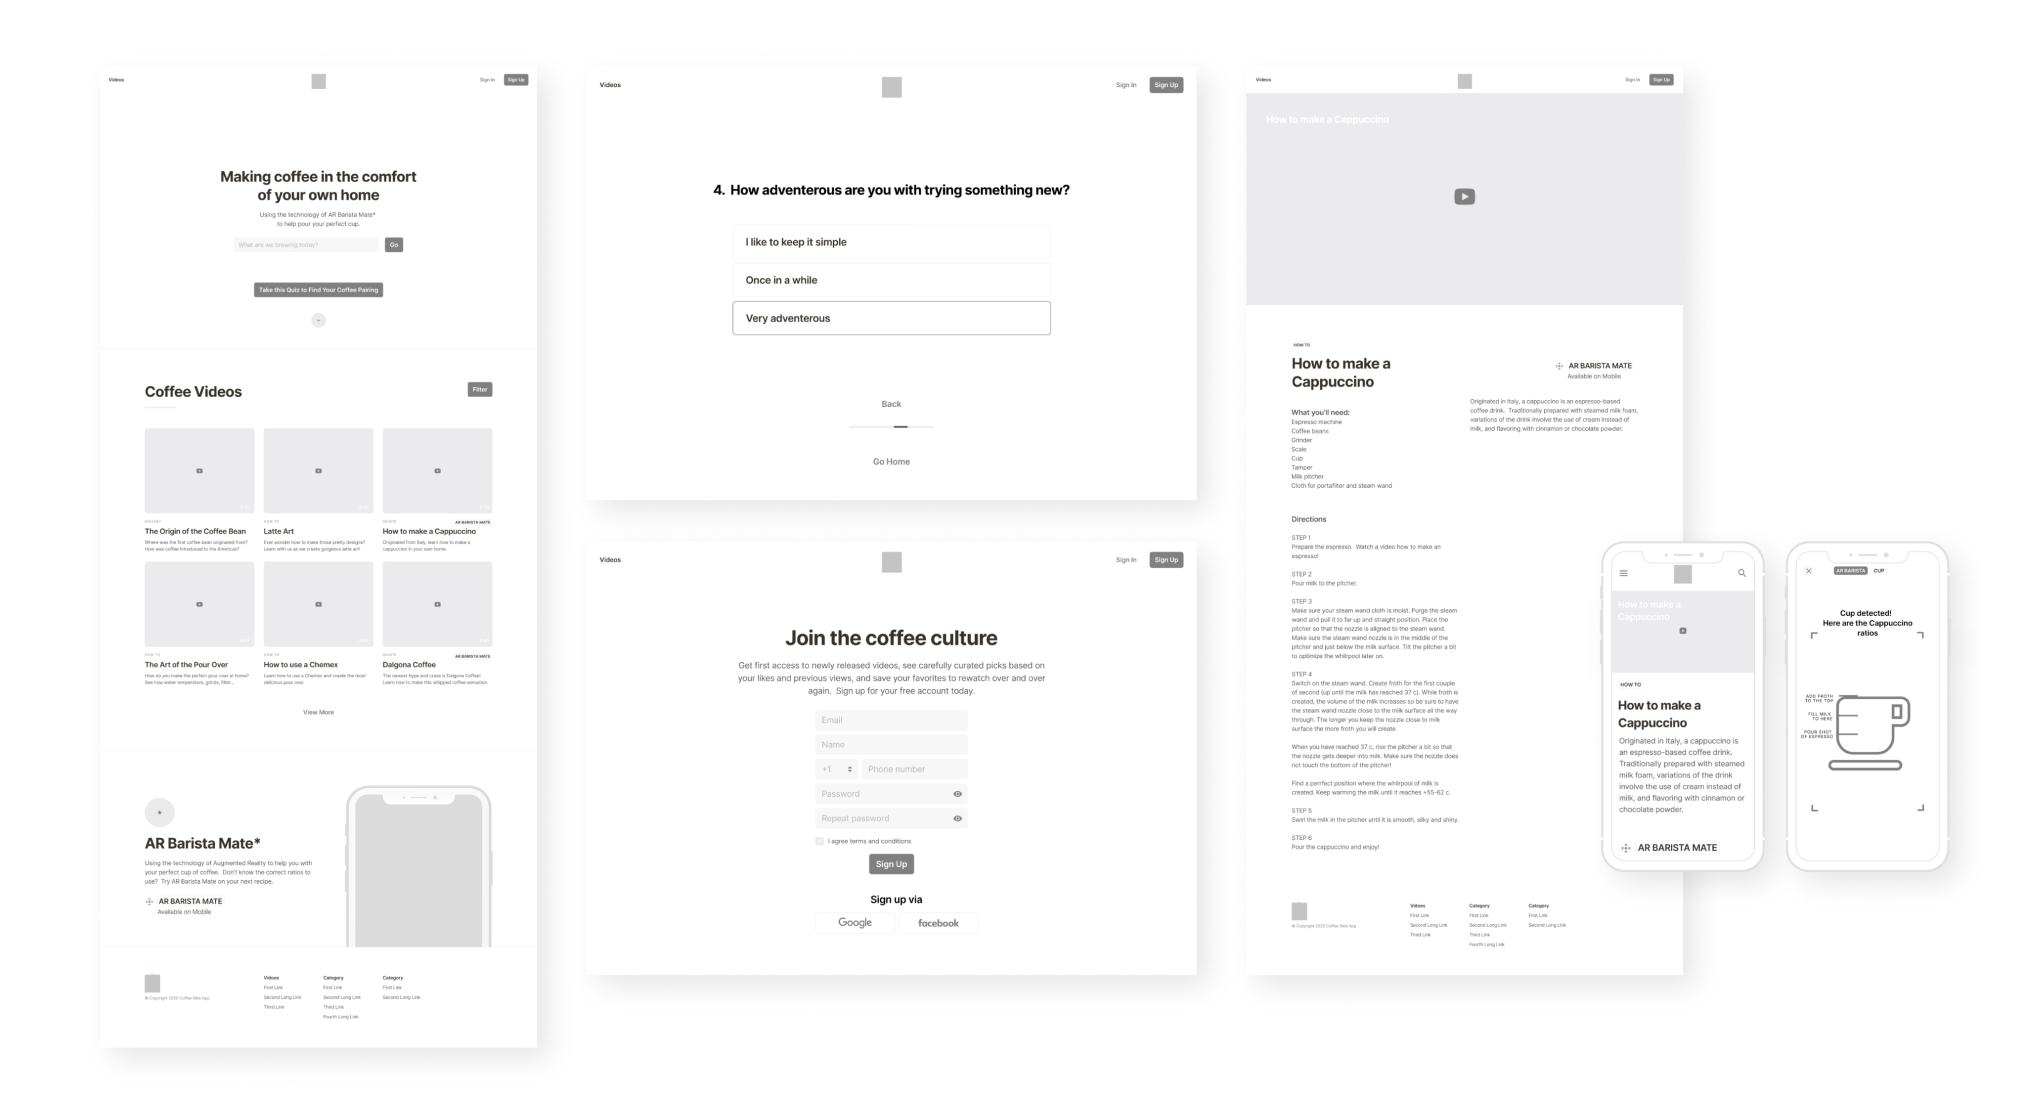 Videos
Sign In
Sign Up
Making coffee in the comfort
of your own home
Using the technology of AR Barista Mate*
to help pour your perfect cup.
What are we brewing today?
Go
Take this Quiz to Find Your Coffee Pairing
Coffee Videos
Filter
HISTORY
The Origin of the Coffee Bean
Where was the first coffee bean originated from?
How was coffee introduced to the Americas?
HOW TO
Latte Art
Ever wonder how to make those pretty designs?
Learn with us as we create gorgeous latte art!
RECIPE
AR BARISTA MATE
How to make a Cappuccino
Originated from Italy, learn how to make a
cappuccino in your own home.
HOW TO
The Art of the Pour Over
How do you make the perfect pour over at home?
See how water temperature, grinds, filter...
HOW TO
How to use a Chemex
Learn how to use a Chemex and create the most
delicious pour over.
RECIPE
AR BARISTA MATE
Dalgona Coffee
The newest hype and craze is Dalgona Coffee!
Learn how to make this whipped coffee sensation.
View More
AR Barista Mate*
Using the technology of Augmented Reality to help you with
your perfect cup of coffee. Don't know the correct ratios to
use? Try AR Barista Mate on your next recipe.
AR BARISTA MATE
Available on Mobile
© Copyright 2020 Coffee Web App
Videos
First Link
Second Long Link
Third Link
Category
First Link
Second Long Link
Third Link
Fourth Long Link
Category
First Link
Second Long Link
Videos
Sign In
Sign Up
4. How adventerous are you with trying something new?
I like to keep it simple
Once in a while
Very adventerous
Back
Go Home
Videos
Sign In
Sign Up
Join the coffee culture
Get first access to newly released videos, see carefully curated picks based on
your likes and previous views, and save your favorites to rewatch over and over
again. Sign up for your free account today.
Email
Name
+1
Phone number
Password
Repeat password
I agree terms and conditions
Sign Up
Sign up via
Google
facebook
Videos
Sign In
Sign Up
How to make a Cappuccino
HOW TO
How to make a
Cappuccino
AR BARISTA MATE
Available on Mobile
Originated in Italy, a cappuccino is an espresso-based
coffee drink. Traditionally prepared with steamed milk foam,
variations of the drink involve the use of cream instead of
milk, and flavoring with cinnamon or chocolate powder.
What you'll need:
Espresso machine
Coffee beans
Grinder
Scale
Cup
Tamper
Milk pitcher
Cloth for portafilter and steam wand
Directions
STEP 1
Prepare the espresso. Watch a video how to make an
espresso!
STEP 2
Pour milk to the pitcher.
STEP 3
Make sure your steam wand cloth is moist. Purge the steam
wand and pull it to far up and straight position. Place the
pitcher so that the nozzle is aligned to the steam wand.
Make sure the steam wand nozzle is in the middle of the
pitcher and just below the milk surface. Tilt the pitcher a bit
to optimize the whirlpool later on.
STEP 4
Switch on the steam wand. Create froth for the first couple
of second (up until the milk has reached 37 c). While froth is
created, the volume of the milk increases so be sure to have
the steam wand nozzle close to the milk surface all the way
through. The longer you keep the nozzle close to milk
surface the more froth you will create.
When you have reached 37 c, rise the pitcher a bit so that
the nozzle gets deeper into milk. Make sure the nozzle does
not touch the bottom of the pitcher!
Find a perrfect position where the whirlpool of milk is
created. Keep warming the milk until it reaches +55-62 c.
STEP 5
Swirl the milk in the pitcher until it is smooth, silky and shiny.
STEP 6
Pour the cappuccino and enjoy!
© Copyright 2020 Coffee Web App
Videos
First Link
Second Long Link
Third Link
Category
First Link
Second Long Link
Third Link
Fourth Long Link
Category
First Link
Second Long Link
How to make a
Cappuccino
HOW TO
How to make a
Cappuccino
Originated in Italy, a cappuccino is
an espresso-based coffee drink.
Traditionally prepared with steamed
milk foam, variations of the drink
involve the use of cream instead of
milk, and flavoring with cinnamon or
chocolate powder.
AR BARISTA MATE
AR BARISTA
CUP
Cup detected!
Here are the Cappuccino
ratios
ADD FROTH
TO THE TOP
FILL MILK
TO HERE
POUR SHOT
OF ESPRESSO